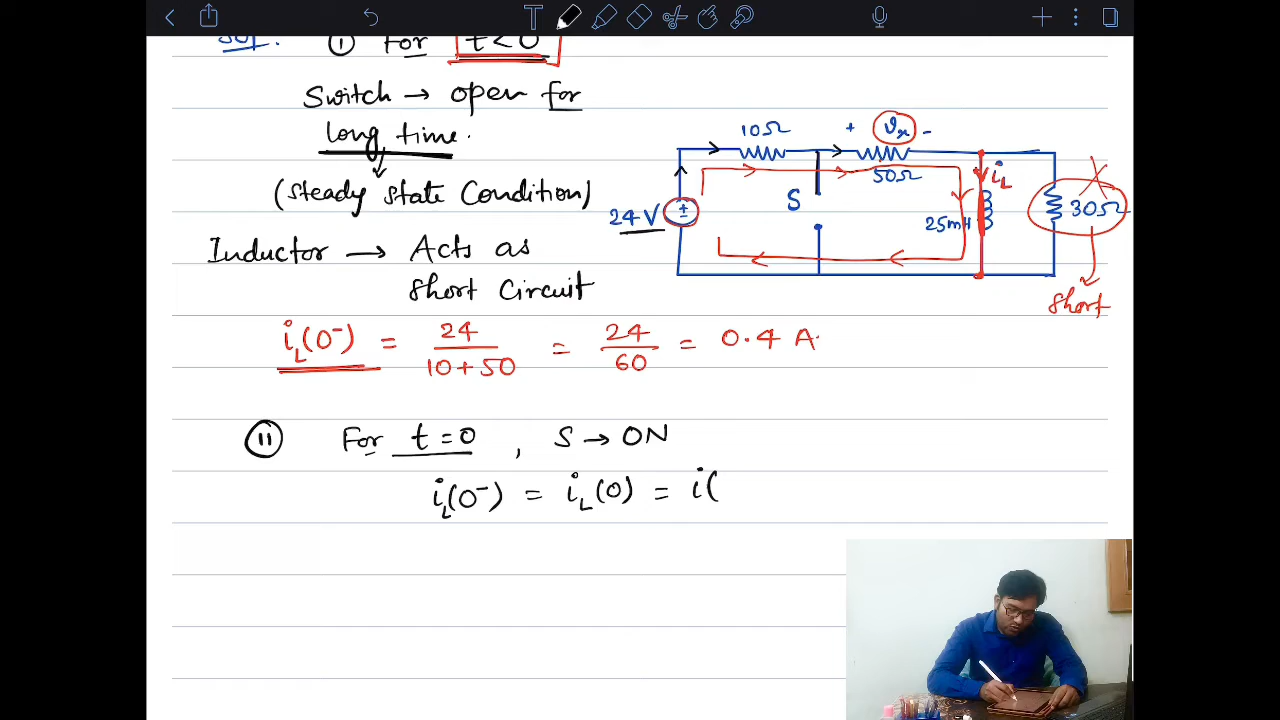 Sol. (i) For t<0
Switch → open for
long time.
(Steady state Condition)
Inductor → Acts as
Short Circuit
10Ω + 𝒱x -
50Ω
24V ± S 25mH iL 30Ω
Short
iL(0⁻) = 24/(10+50) = 24/60 = 0.4 A.
(ii) For t=0 , S → ON
iL(0⁻) = iL(0) = i(